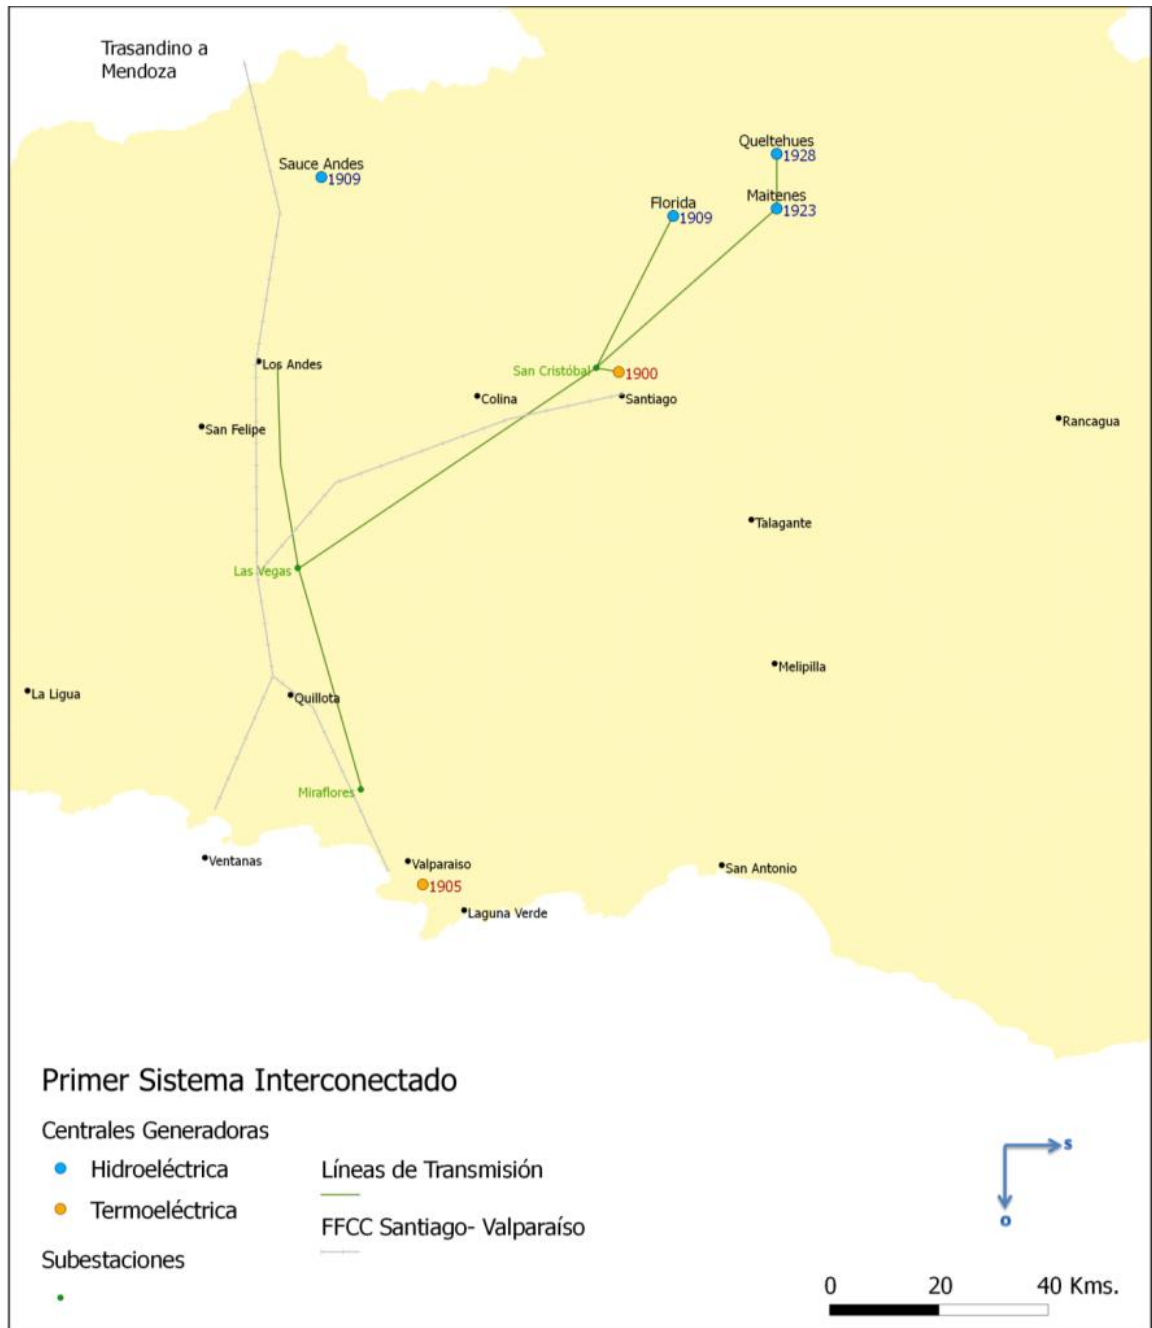 Trasandino a
Mendoza
Queltehues
1928
Sauce Andes
1909
Maitenes
1923
Florida
1909
Los Andes
San Cristóbal
1900
Colina
Santiago
Rancagua
San Felipe
Talagante
Las Vegas
Melipilla
La Ligua
Quillota
Miraflores
Ventanas
Valparaiso
San Antonio
1905
Laguna Verde
Primer Sistema Interconectado
Centrales Generadoras
Hidroeléctrica
Termoeléctrica
Subestaciones
Líneas de Transmisión
FFCC Santiago- Valparaíso
S
O
0 20 40 Kms.